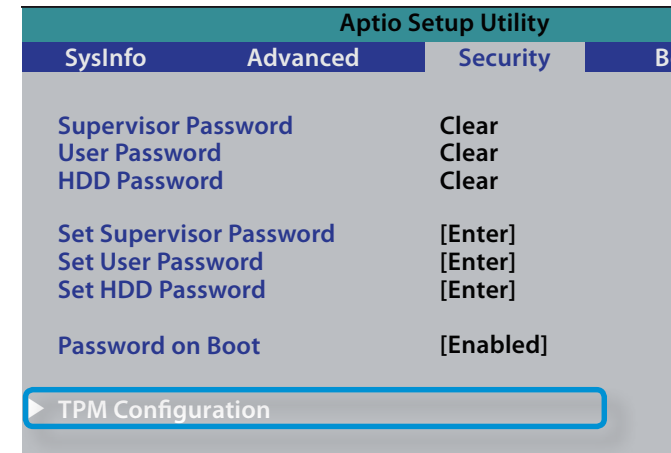 Aptio Setup Utility
SysInfo Advanced Security B
Supervisor Password Clear
User Password Clear
HDD Password Clear
Set Supervisor Password [Enter]
Set User Password [Enter]
Set HDD Password [Enter]
Password on Boot [Enabled]
TPM Configuration